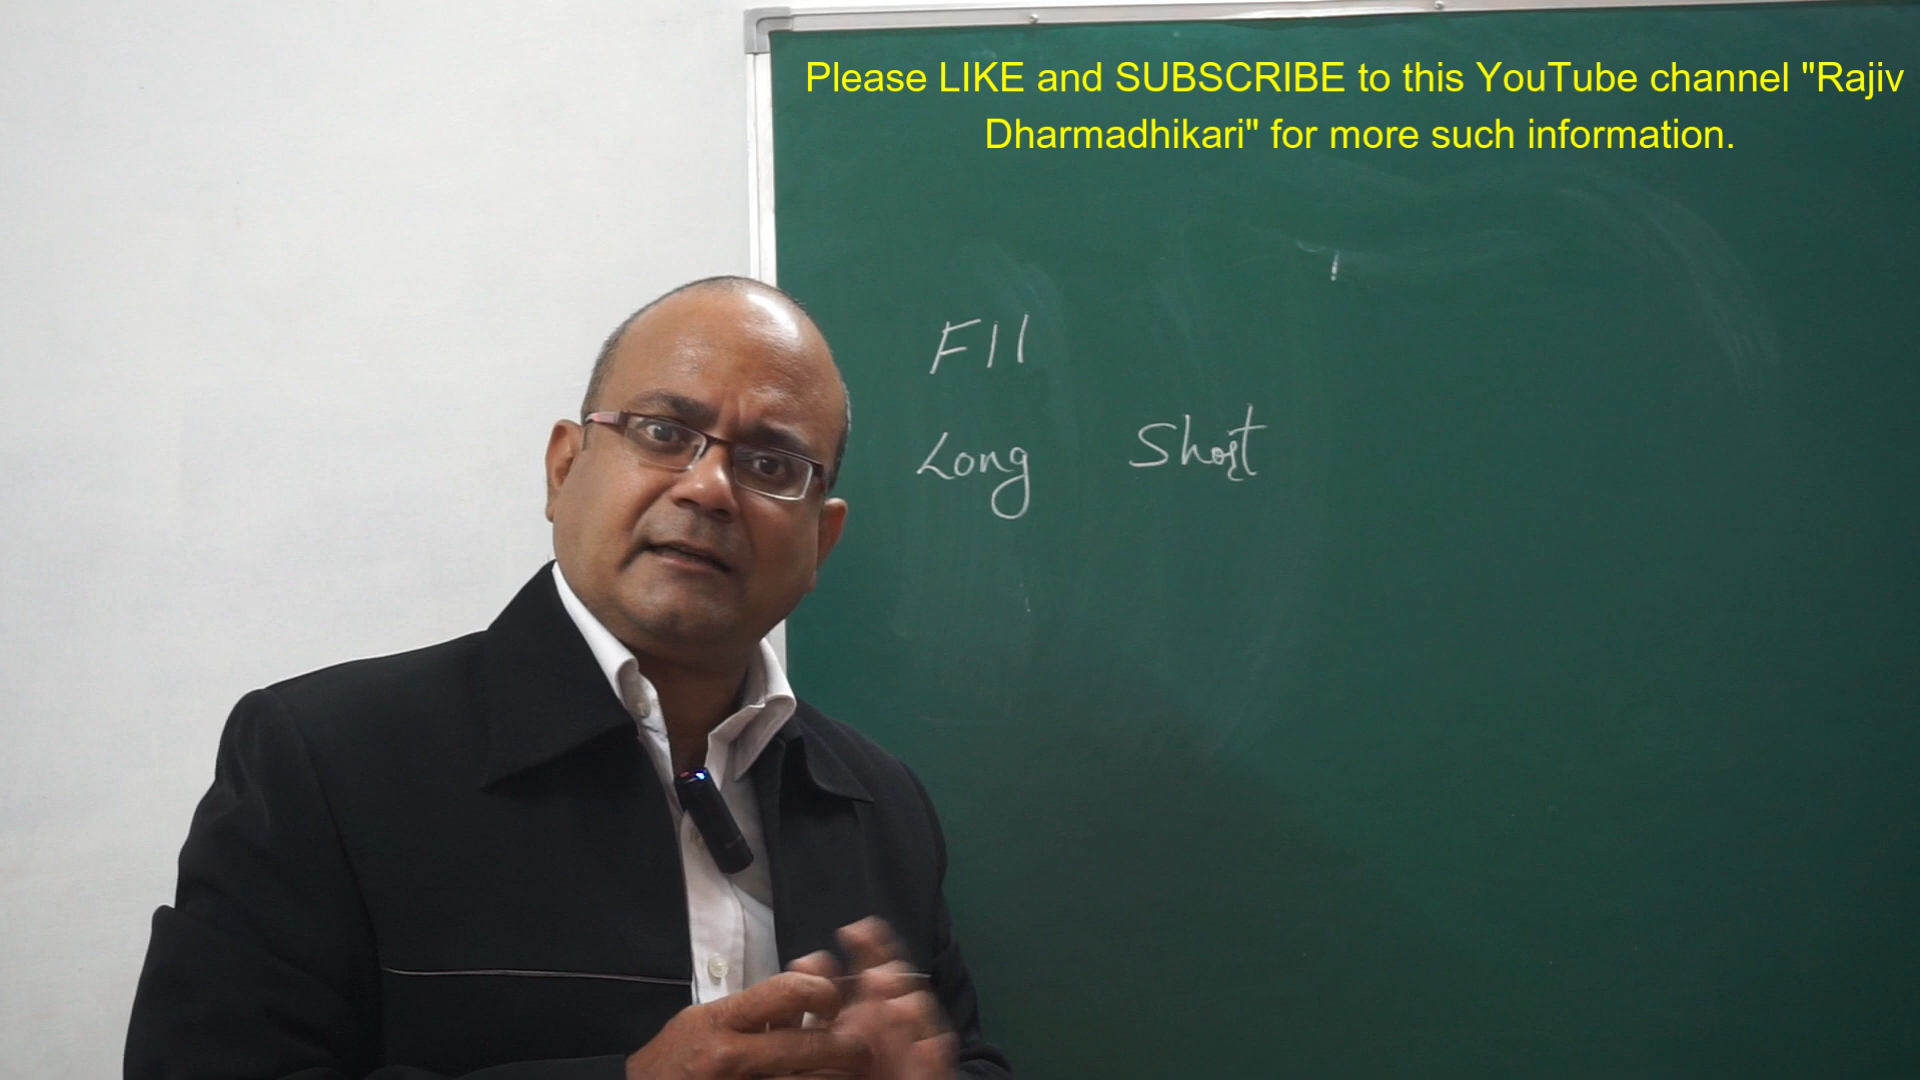 Please LIKE and SUBSCRIBE to this YouTube channel "Rajiv
Dharmadhikari" for more such information.
FII
Long Short